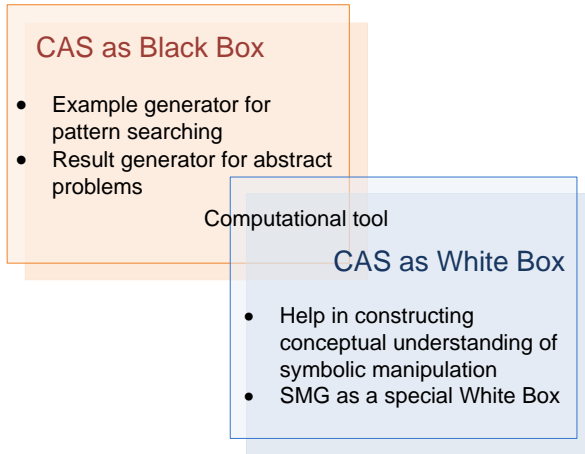 CAS as Black Box
• Example generator for
pattern searching
• Result generator for abstract
problems
Computational tool
CAS as White Box
• Help in constructing
conceptual understanding of
symbolic manipulation
• SMG as a special White Box